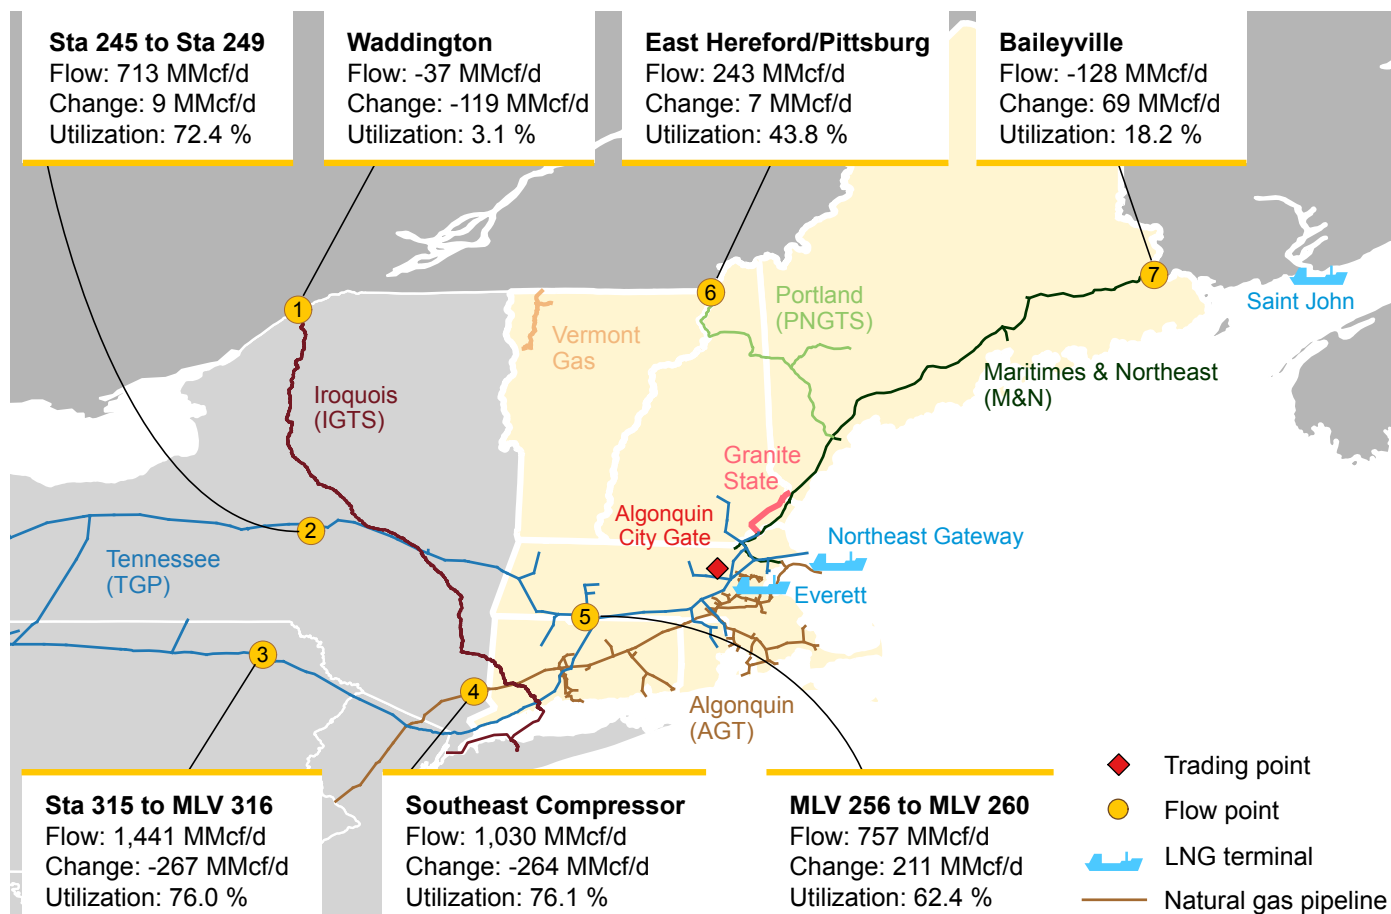 Sta 245 to Sta 249
Flow: 713 MMcf/d
Change: 9 MMcf/d
Utilization: 72.4 %
Waddington
Flow: -37 MMcf/d
Change: -119 MMcf/d
Utilization: 3.1 %
East Hereford/Pittsburg
Flow: 243 MMcf/d
Change: 7 MMcf/d
Utilization: 43.8 %
Baileyville
Flow: -128 MMcf/d
Change: 69 MMcf/d
Utilization: 18.2 %
1
6
7
Portland
(PNGTS)
Saint John
Vermont
Gas
Maritimes & Northeast
(M&N)
Iroquois
(IGTS)
Granite
State
Algonquin
City Gate
2
Northeast Gateway
Tennessee
(TGP)
Everett
5
3
4
Algonquin
(AGT)
Sta 315 to MLV 316
Flow: 1,441 MMcf/d
Change: -267 MMcf/d
Utilization: 76.0 %
Southeast Compressor
Flow: 1,030 MMcf/d
Change: -264 MMcf/d
Utilization: 76.1 %
MLV 256 to MLV 260
Flow: 757 MMcf/d
Change: 211 MMcf/d
Utilization: 62.4 %
Trading point
Flow point
LNG terminal
Natural gas pipeline